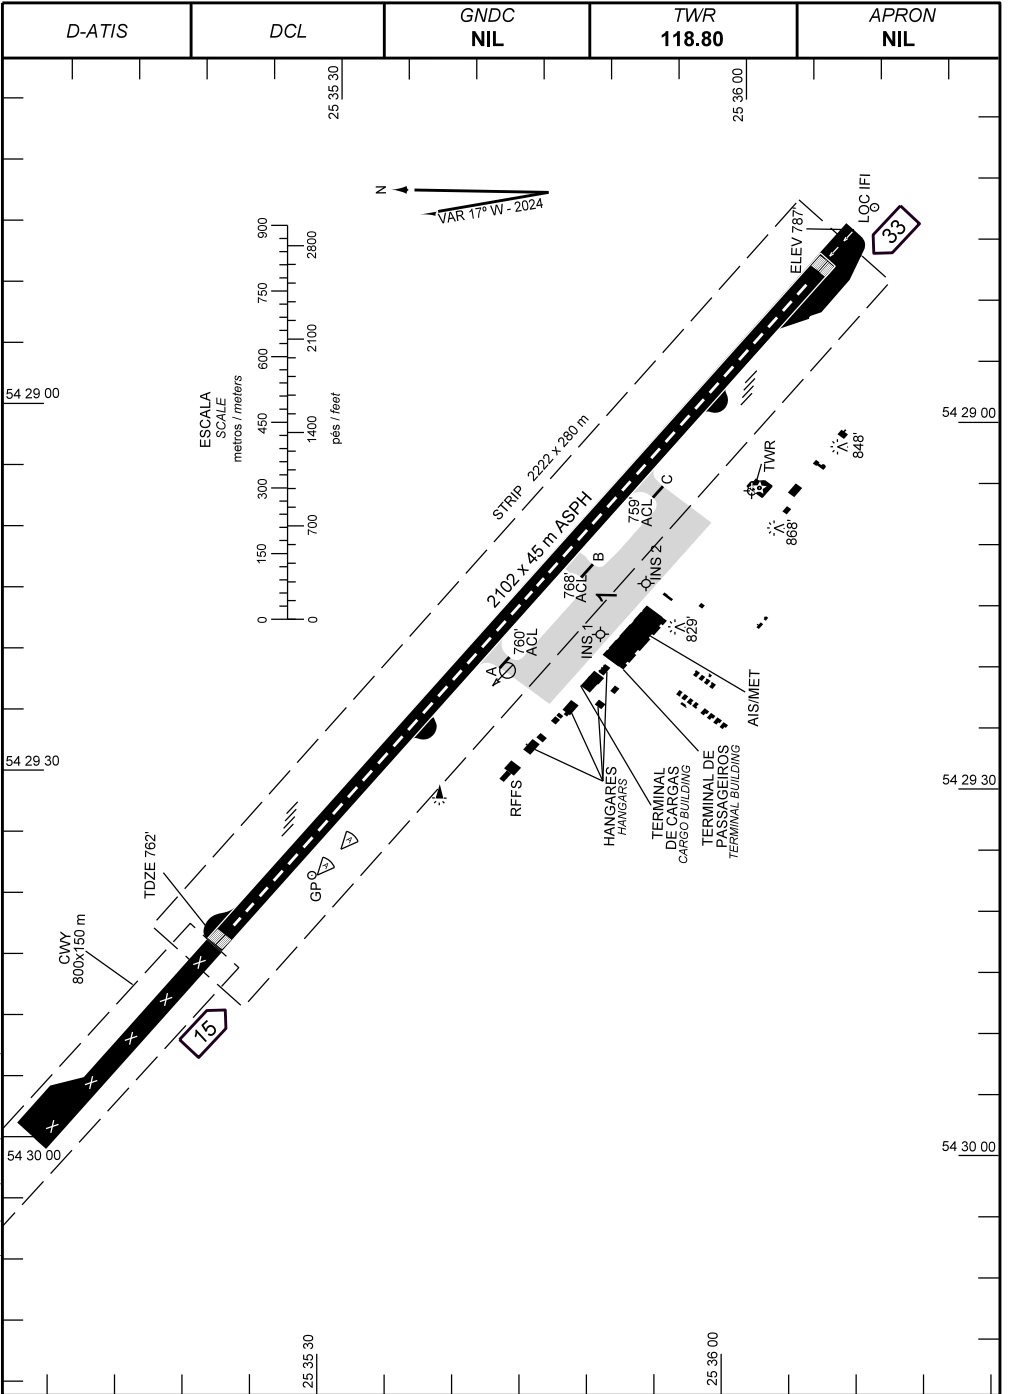 D-ATIS
DCL
GNDC
NIL
TWR
118.80
APRON
NIL
25 35 30
25 36 00
N
VAR 17º W - 2024
LOC IFI
33
ELEV 787'
900
750
600
450
300
150
0
2800
2100
1400
700
0
ESCALA
SCALE
metros / meters
pés / feet
54 29 00
54 29 00
STRIP 2222 x 280 m
2102 x 45 m ASPH
848'
TWR
868'
C
759'
ACL
B
768'
ACL
1
INS 2
INS 1
760'
ACL
A
829'
AIS/MET
54 29 30
54 29 30
RFFS
HANGARES
HANGARS
TERMINAL
DE CARGAS
CARGO BUILDING
TERMINAL DE
PASSAGEIROS
TERMINAL BUILDING
A
A
GP
TDZE 762'
CWY
800x150 m
X
X
X
X
X
15
54 30 00
54 30 00
25 35 30
25 36 00